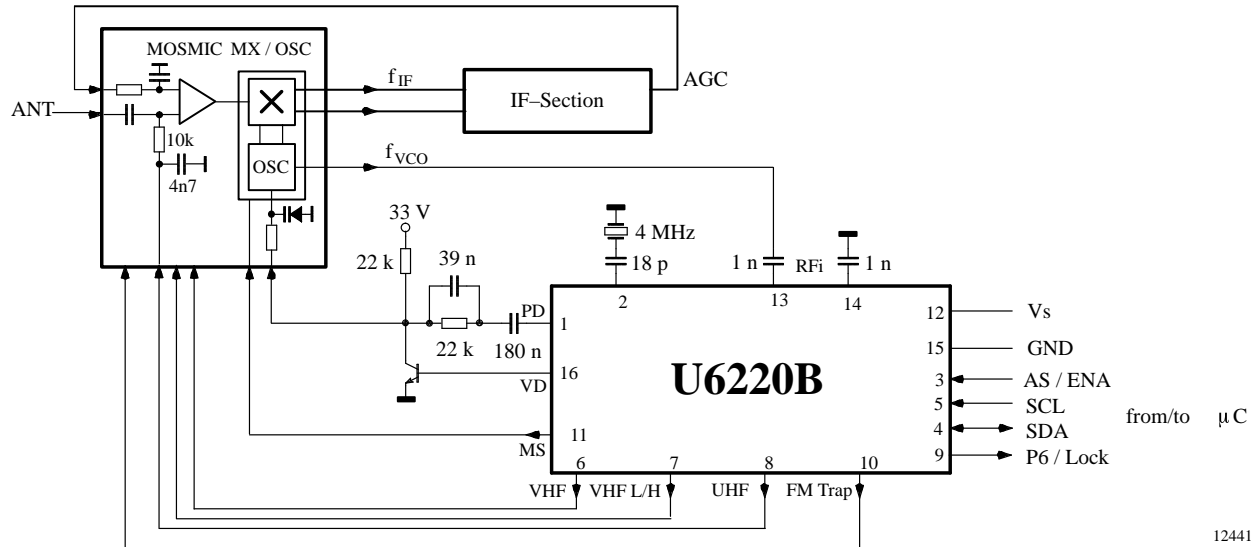 MOSMIC MX / OSC
f IF
AGC
IF–Section
ANT
10k
4n7
OSC
f VCO
33 V
22 k
39 n
22 k
180 n
4 MHz
18 p
1 n
RFi
1 n
2
13
14
PD
1
VD
16
MS
11
U6220B
12
Vs
15
GND
3
AS / ENA
5
SCL
4
SDA
9
P6 / Lock
from/to μC
6
7
8
10
VHF
VHF L/H
UHF
FM Trap
12441